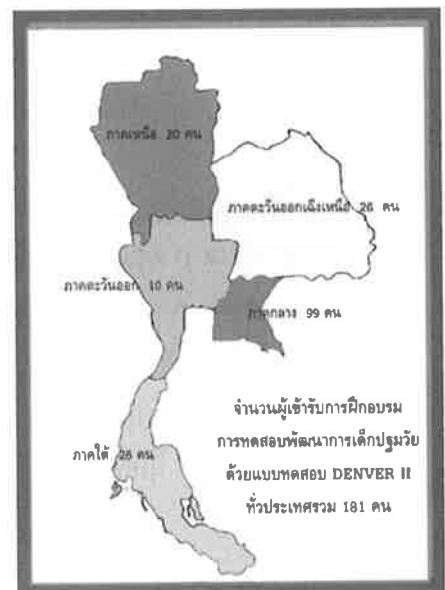 ภาคเหนือ 20 คน
ภาคตะวันออกเฉียงเหนือ 26 คน
ภาคตะวันออก 10 คน
ภาคกลาง 99 คน
ภาคใต้ 26 คน
จำนวนผู้เข้ารับการฝึกอบรม
การทดสอบพัฒนาการเด็กปฐมวัย
ด้วยแบบทดสอบ DENVER II
ทั่วประเทศรวม 181 คน